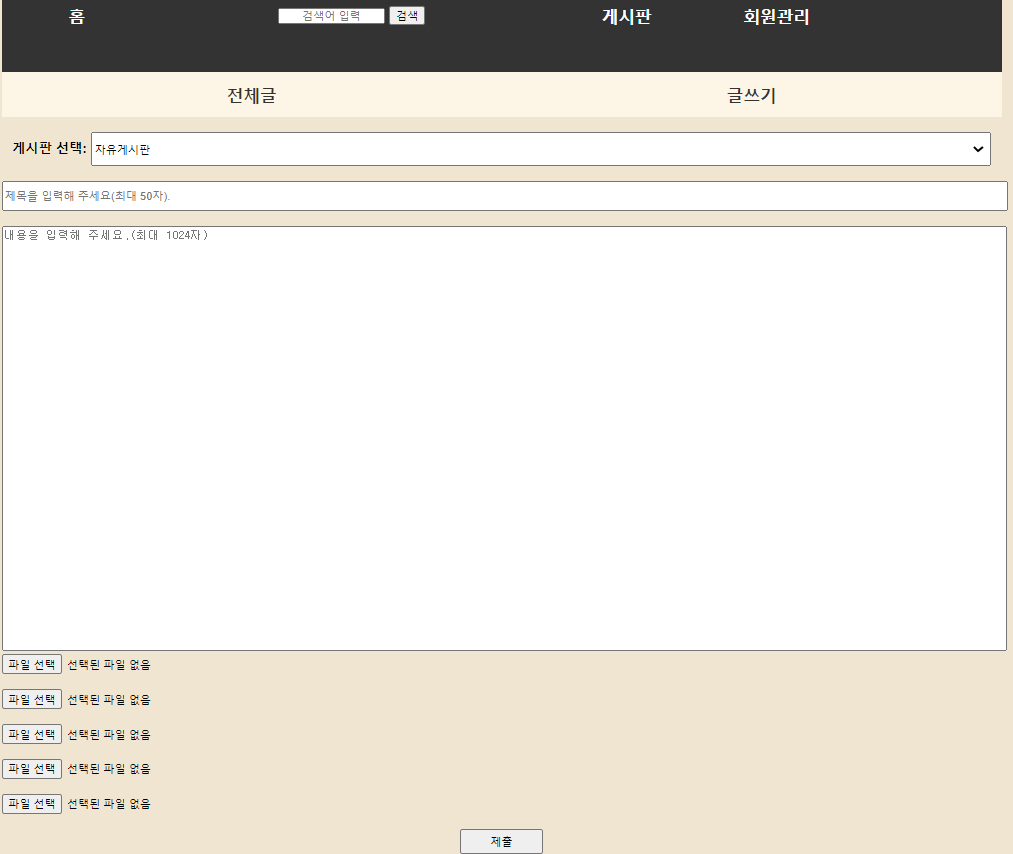 홈 검색어 입력 검색 게시판 회원관리
전체글 글쓰기
게시판 선택: 자유게시판
제목을 입력해 주세요(최대 50자).
내용을 입력해 주세요.(최대 1024자)
파일 선택 선택된 파일 없음
파일 선택 선택된 파일 없음
파일 선택 선택된 파일 없음
파일 선택 선택된 파일 없음
파일 선택 선택된 파일 없음
제출